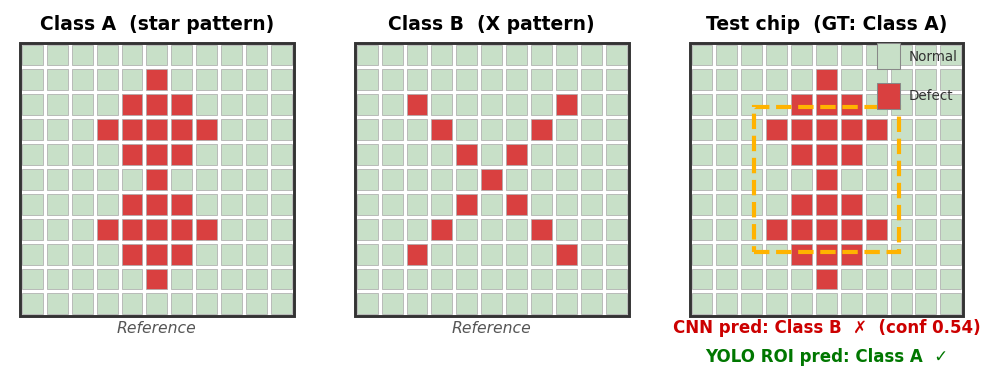 Class A  (star pattern)
Class B  (X pattern)
Test chip  (GT: Class A)
Normal
Defect
Reference
Reference
CNN pred: Class B ✗ (conf 0.54)
YOLO ROI pred: Class A ✓